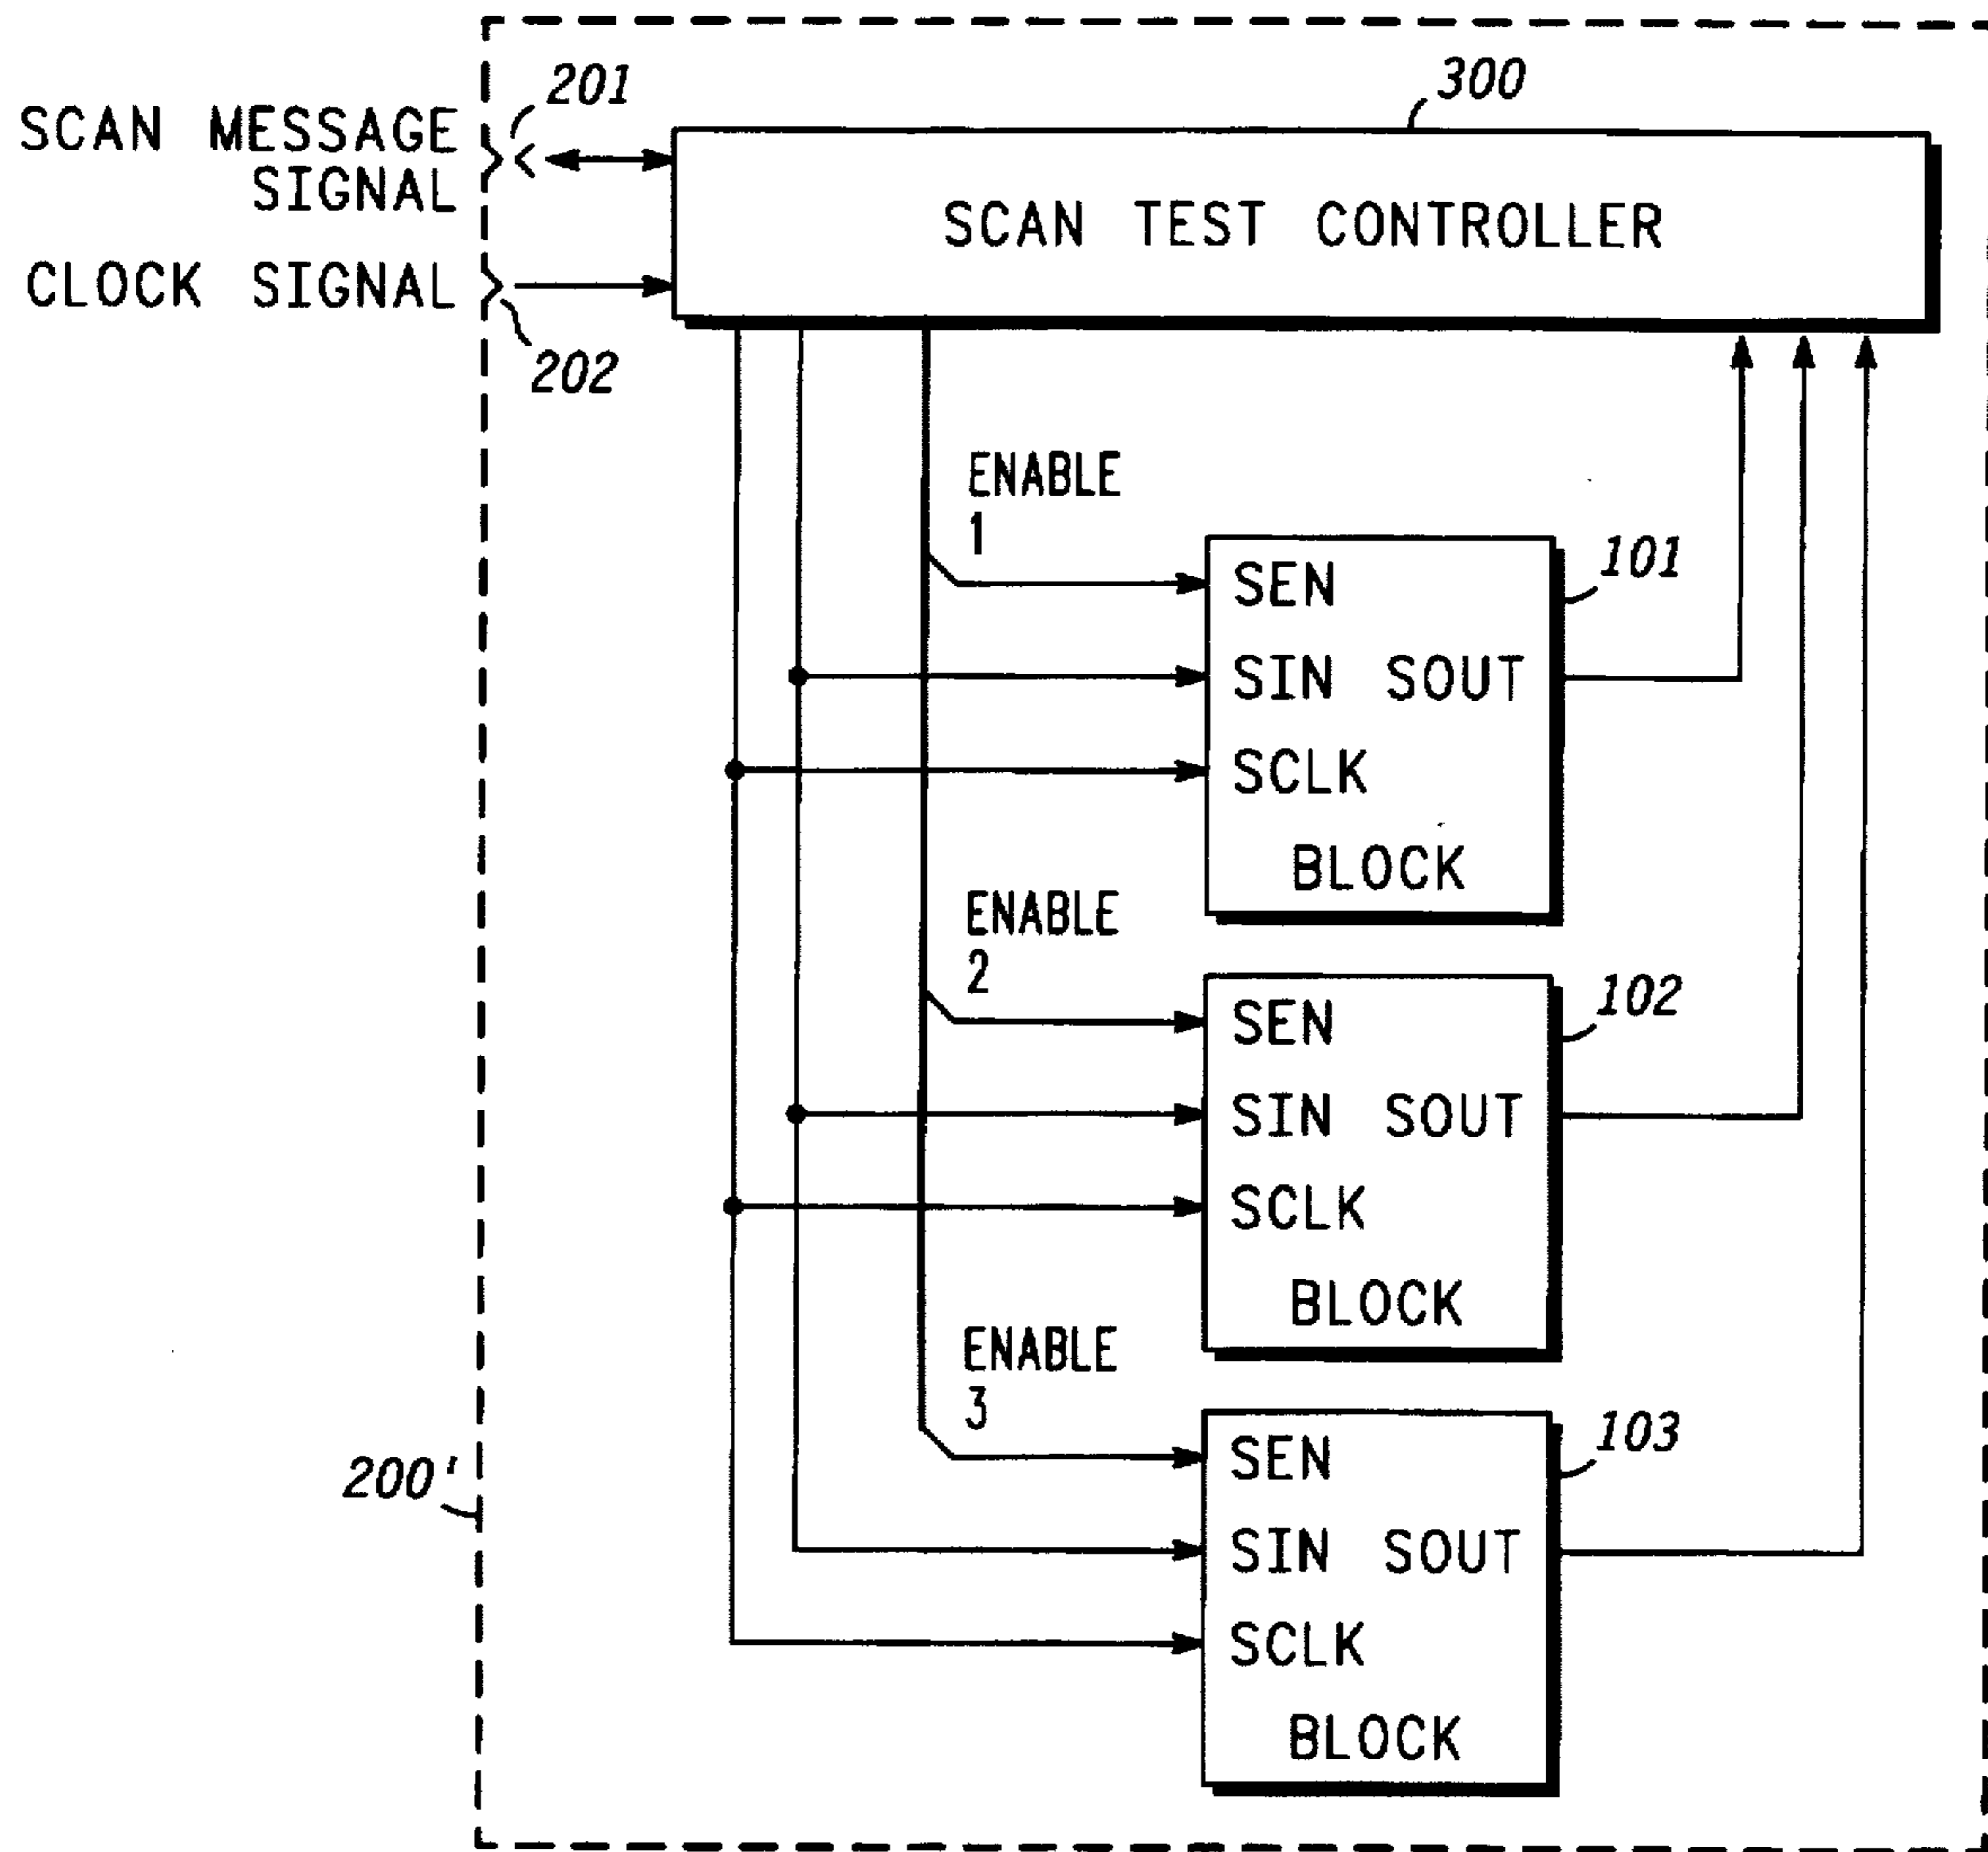 201
300
SCAN MESSAGE
SIGNAL
SCAN TEST CONTROLLER
CLOCK SIGNAL
202
ENABLE
1
101
SEN
SIN SOUT
SCLK
BLOCK
ENABLE
2
102
SEN
SIN SOUT
SCLK
BLOCK
ENABLE
3
103
SEN
200'
SIN SOUT
SCLK
BLOCK